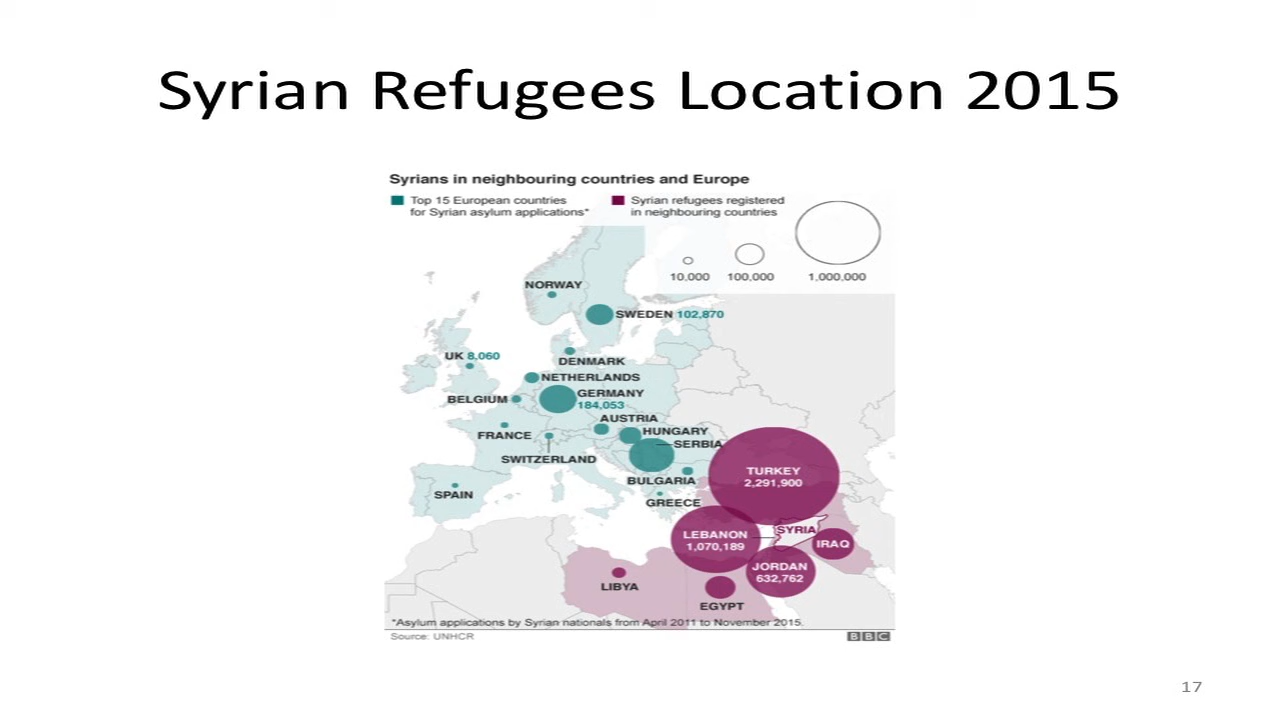 Syrian Refugees Location 2015
Syrians in neighbouring countries and Europe
Top 15 European countries
for Syrian asylum applications*
Syrian refugees registered
in neighbouring countries
10,000
100,000
1,000,000
NORWAY
SWEDEN 102,870
UK 8,060
DENMARK
NETHERLANDS
GERMANY
184,053
BELGIUM
AUSTRIA
FRANCE
HUNGARY
SERBIA
SWITZERLAND
BULGARIA
SPAIN
GREECE
TURKEY
2,291,900
LEBANON
1,070,189
SYRIA
IRAQ
JORDAN
632,762
LIBYA
EGYPT
*Asylum applications by Syrian nationals from April 2011 to November 2015.
Source: UNHCR
BBC
17